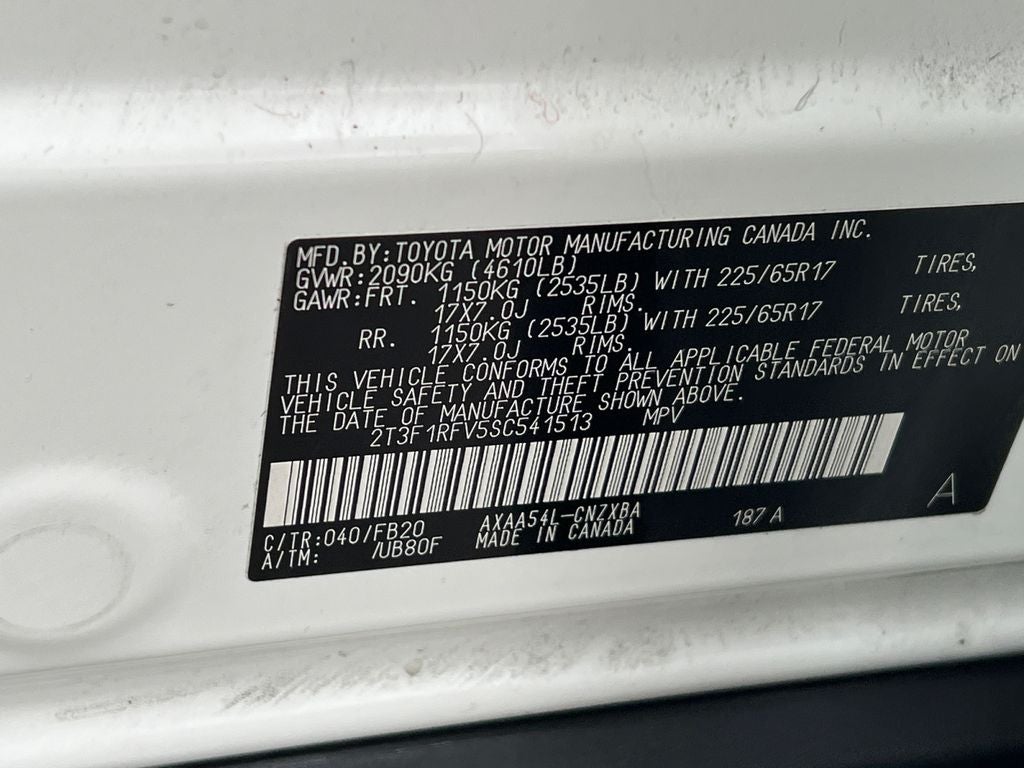 MFD.BY:TOYOTA MOTOR MANUFACTURING CANADA INC.
GVWR:2090KG (4610LB)
GAWR:FRT. 1150KG (2535LB) WITH 225/65R17 TIRES,
17X7.0J RIMS.
RR. 1150KG (2535LB) WITH 225/65R17 TIRES,
17X7.0J RIMS.
THIS VEHICLE CONFORMS TO ALL APPLICABLE FEDERAL MOTOR
VEHICLE SAFETY AND THEFT PREVENTION STANDARDS IN EFFECT ON
THE DATE OF MANUFACTURE SHOWN ABOVE.
2T3F1RFV5SC541513 MPV
C/TR:040/FB20 AXAA54L-CNZXBA 187A A
A/TM: /UB80F MADE IN CANADA